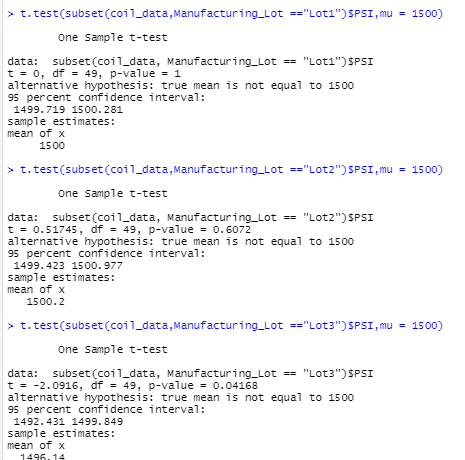 > t.test(subset(coil_data,Manufacturing_Lot =="Lot1")$PSI,mu = 1500)
One Sample t-test
data: subset(coil_data, Manufacturing_Lot == "Lot1")$PSI
t = 0, df = 49, p-value = 1
alternative hypothesis: true mean is not equal to 1500
95 percent confidence interval:
1499.719 1500.281
sample estimates:
mean of x
1500
> t.test(subset(coil_data,Manufacturing_Lot =="Lot2")$PSI,mu = 1500)
One Sample t-test
data: subset(coil_data, Manufacturing_Lot == "Lot2")$PSI
t = 0.51745, df = 49, p-value = 0.6072
alternative hypothesis: true mean is not equal to 1500
95 percent confidence interval:
1499.423 1500.977
sample estimates:
mean of x
1500.2
> t.test(subset(coil_data,Manufacturing_Lot =="Lot3")$PSI,mu = 1500)
One Sample t-test
data: subset(coil_data, Manufacturing_Lot == "Lot3")$PSI
t = -2.0916, df = 49, p-value = 0.04168
alternative hypothesis: true mean is not equal to 1500
95 percent confidence interval:
1492.431 1499.849
sample estimates:
mean of x
1496.14